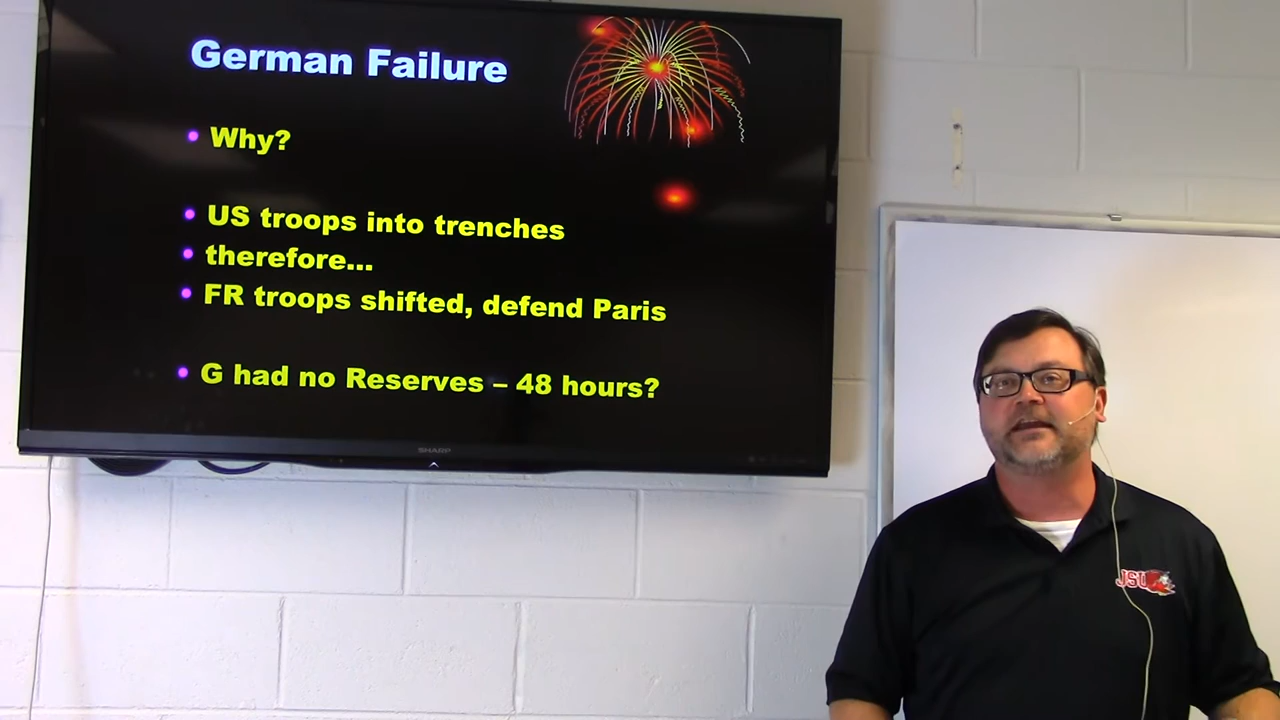 German Failure
Why?
US troops into trenches
therefore...
FR troops shifted, defend Paris
G had no Reserves – 48 hours?
SHARP
JSU